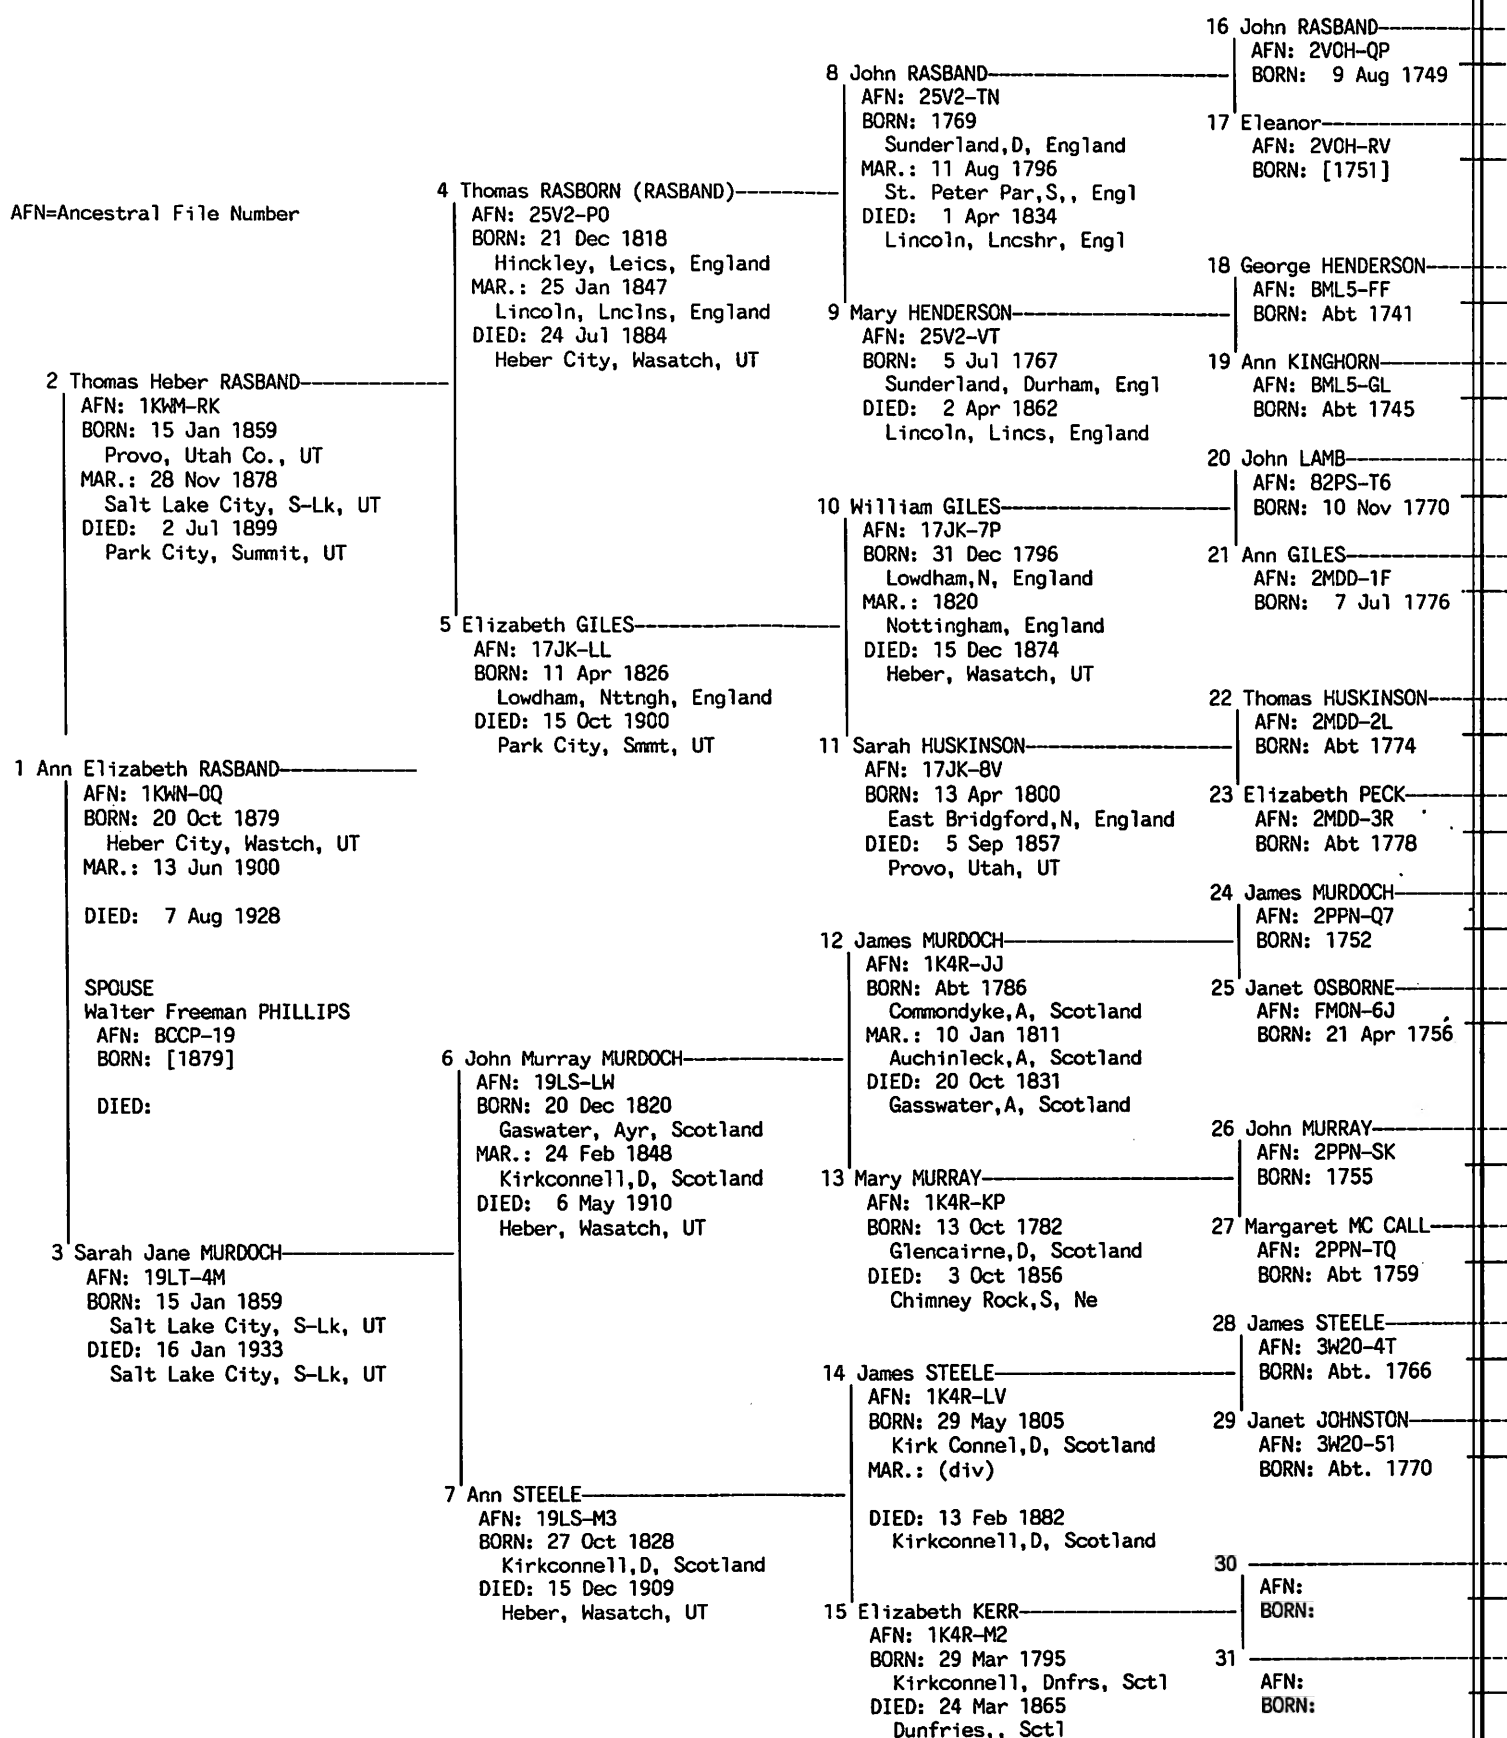 AFN=Ancestral File Number
1 Ann Elizabeth RASBAND
AFN: 1KWN-0Q
BORN: 20 Oct 1879
Heber City, Wastch, UT
MAR.: 13 Jun 1900
DIED: 7 Aug 1928
SPOUSE
Walter Freeman PHILLIPS
AFN: BCCP-19
BORN: [1879]
DIED:
2 Thomas Heber RASBAND
AFN: 1KWM-RK
BORN: 15 Jan 1859
Provo, Utah Co., UT
MAR.: 28 Nov 1878
Salt Lake City, S-Lk, UT
DIED: 2 Jul 1899
Park City, Summit, UT
3 Sarah Jane MURDOCH
AFN: 19LT-4M
BORN: 15 Jan 1859
Salt Lake City, S-Lk, UT
DIED: 16 Jan 1933
Salt Lake City, S-Lk, UT
4 Thomas RASBORN (RASBAND)
AFN: 25V2-P0
BORN: 21 Dec 1818
Hinckley, Leics, England
MAR.: 25 Jan 1847
Lincoln, Lnclns, England
DIED: 24 Jul 1884
Heber City, Wasatch, UT
5 Elizabeth GILES
AFN: 17JK-LL
BORN: 11 Apr 1826
Lowdham, Nttngh, England
DIED: 15 Oct 1900
Park City, Smmt, UT
6 John Murray MURDOCH
AFN: 19LS-LW
BORN: 20 Dec 1820
Gaswater, Ayr, Scotland
MAR.: 24 Feb 1848
Kirkconnell,D, Scotland
DIED: 6 May 1910
Heber, Wasatch, UT
7 Ann STEELE
AFN: 19LS-M3
BORN: 27 Oct 1828
Kirkconnell,D, Scotland
DIED: 15 Dec 1909
Heber, Wasatch, UT
8 John RASBAND
AFN: 25V2-TN
BORN: 1769
Sunderland,D, England
MAR.: 11 Aug 1796
St. Peter Par,S,, Engl
DIED: 1 Apr 1834
Lincoln, Lncshr, Engl
9 Mary HENDERSON
AFN: 25V2-VT
BORN: 5 Jul 1767
Sunderland, Durham, Engl
DIED: 2 Apr 1862
Lincoln, Lincs, England
10 William GILES
AFN: 17JK-7P
BORN: 31 Dec 1796
Lowdham,N, England
MAR.: 1820
Nottingham, England
DIED: 15 Dec 1874
Heber, Wasatch, UT
11 Sarah HUSKINSON
AFN: 17JK-8V
BORN: 13 Apr 1800
East Bridgford,N, England
DIED: 5 Sep 1857
Provo, Utah, UT
12 James MURDOCH
AFN: 1K4R-JJ
BORN: Abt 1786
Commondyke,A, Scotland
MAR.: 10 Jan 1811
Auchinleck,A, Scotland
DIED: 20 Oct 1831
Gasswater,A, Scotland
13 Mary MURRAY
AFN: 1K4R-KP
BORN: 13 Oct 1782
Glencairne,D, Scotland
DIED: 3 Oct 1856
Chimney Rock,S, Ne
14 James STEELE
AFN: 1K4R-LV
BORN: 29 May 1805
Kirk Connel,D, Scotland
MAR.: (div)
DIED: 13 Feb 1882
Kirkconnell,D, Scotland
15 Elizabeth KERR
AFN: 1K4R-M2
BORN: 29 Mar 1795
Kirkconnell, Dnfrs, Sctl
DIED: 24 Mar 1865
Dunfries,, Sctl
16 John RASBAND
AFN: 2VOH-QP
BORN: 9 Aug 1749
17 Eleanor
AFN: 2VOH-RV
BORN: [1751]
18 George HENDERSON
AFN: BML5-FF
BORN: Abt 1741
19 Ann KINGHORN
AFN: BML5-GL
BORN: Abt 1745
20 John LAMB
AFN: 82PS-T6
BORN: 10 Nov 1770
21 Ann GILES
AFN: 2MDD-1F
BORN: 7 Jul 1776
22 Thomas HUSKINSON
AFN: 2MDD-2L
BORN: Abt 1774
23 Elizabeth PECK
AFN: 2MDD-3R
BORN: Abt 1778
24 James MURDOCH
AFN: 2PPN-Q7
BORN: 1752
25 Janet OSBORNE
AFN: FMON-6J
BORN: 21 Apr 1756
26 John MURRAY
AFN: 2PPN-SK
BORN: 1755
27 Margaret MC CALL
AFN: 2PPN-TQ
BORN: Abt 1759
28 James STEELE
AFN: 3W20-4T
BORN: Abt. 1766
29 Janet JOHNSTON
AFN: 3W20-51
BORN: Abt. 1770
30
AFN:
BORN:
31
AFN:
BORN: